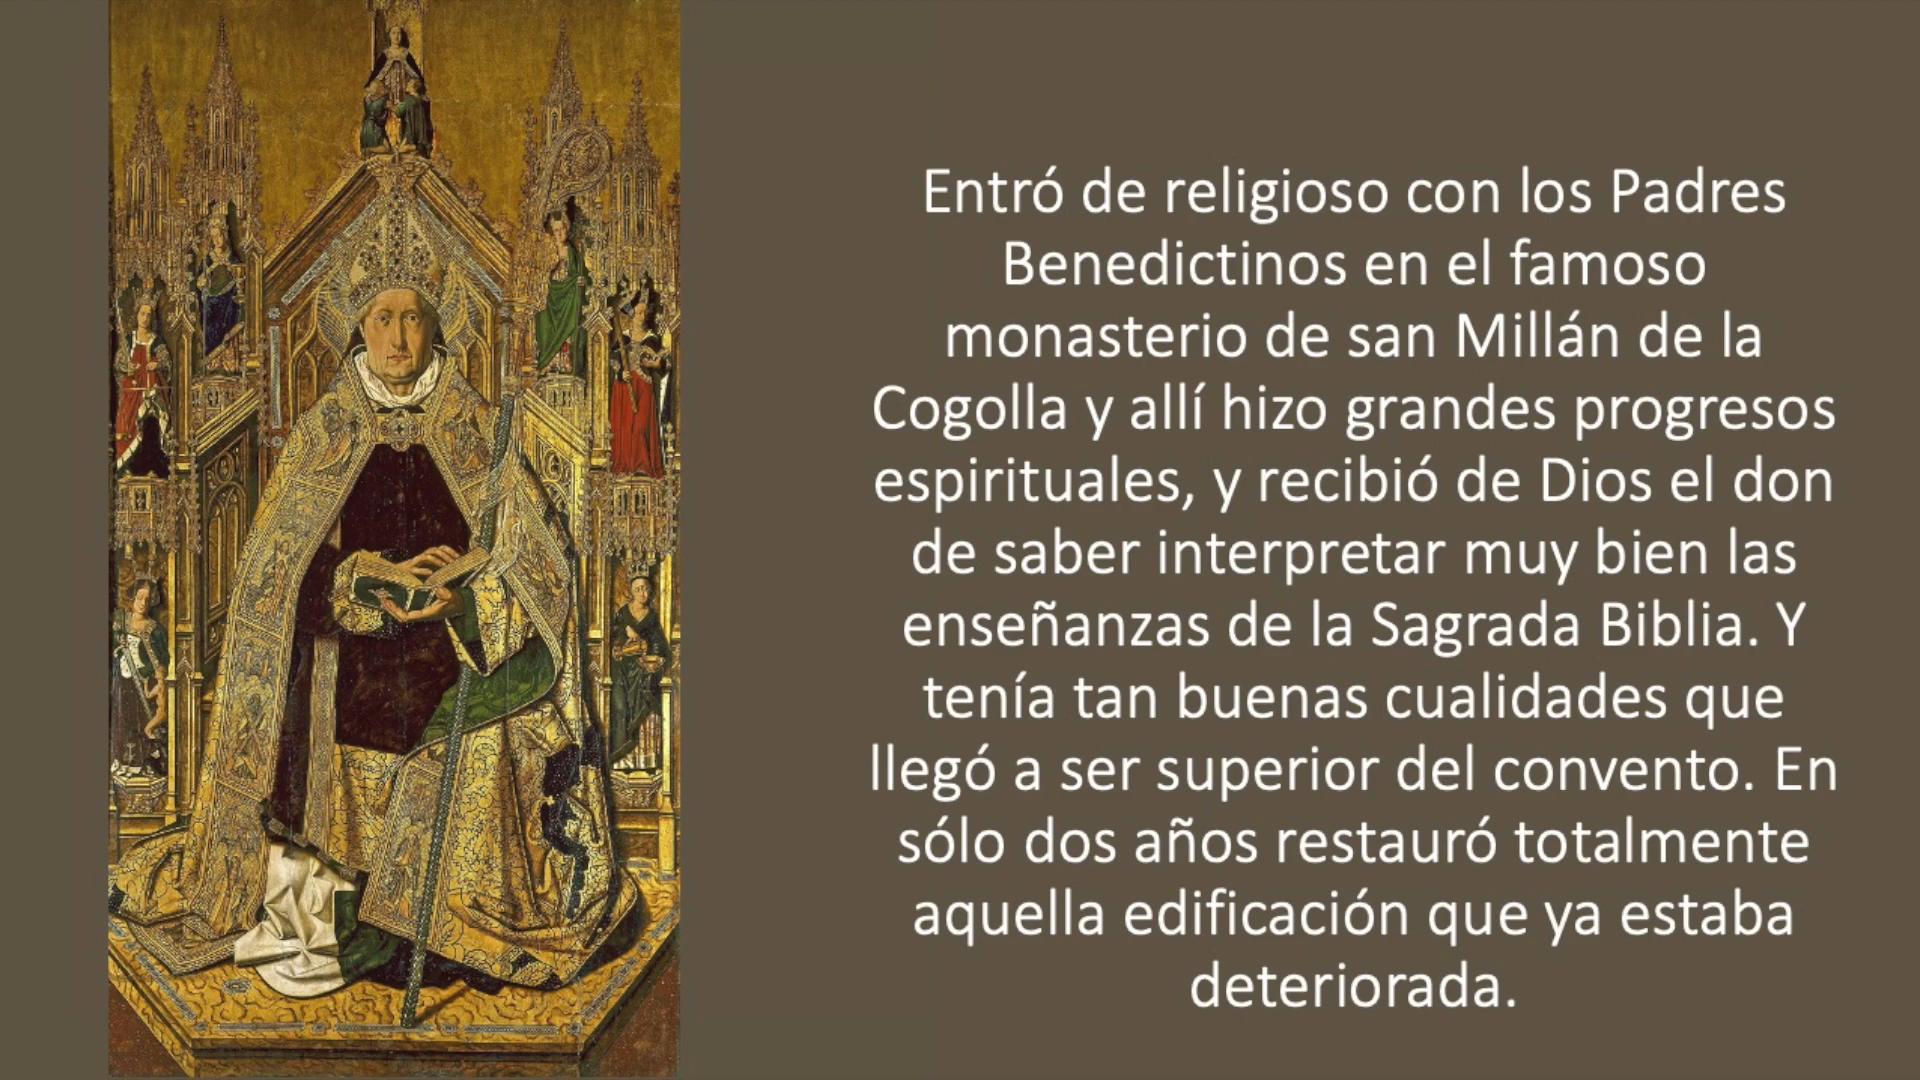 Entró de religioso con los Padres
Benedictinos en el famoso
monasterio de san Millán de la
Cogolla y allí hizo grandes progresos
espirituales, y recibió de Dios el don
de saber interpretar muy bien las
enseñanzas de la Sagrada Biblia. Y
tenía tan buenas cualidades que
llegó a ser superior del convento. En
sólo dos años restauró totalmente
aquella edificación que ya estaba
deteriorada.